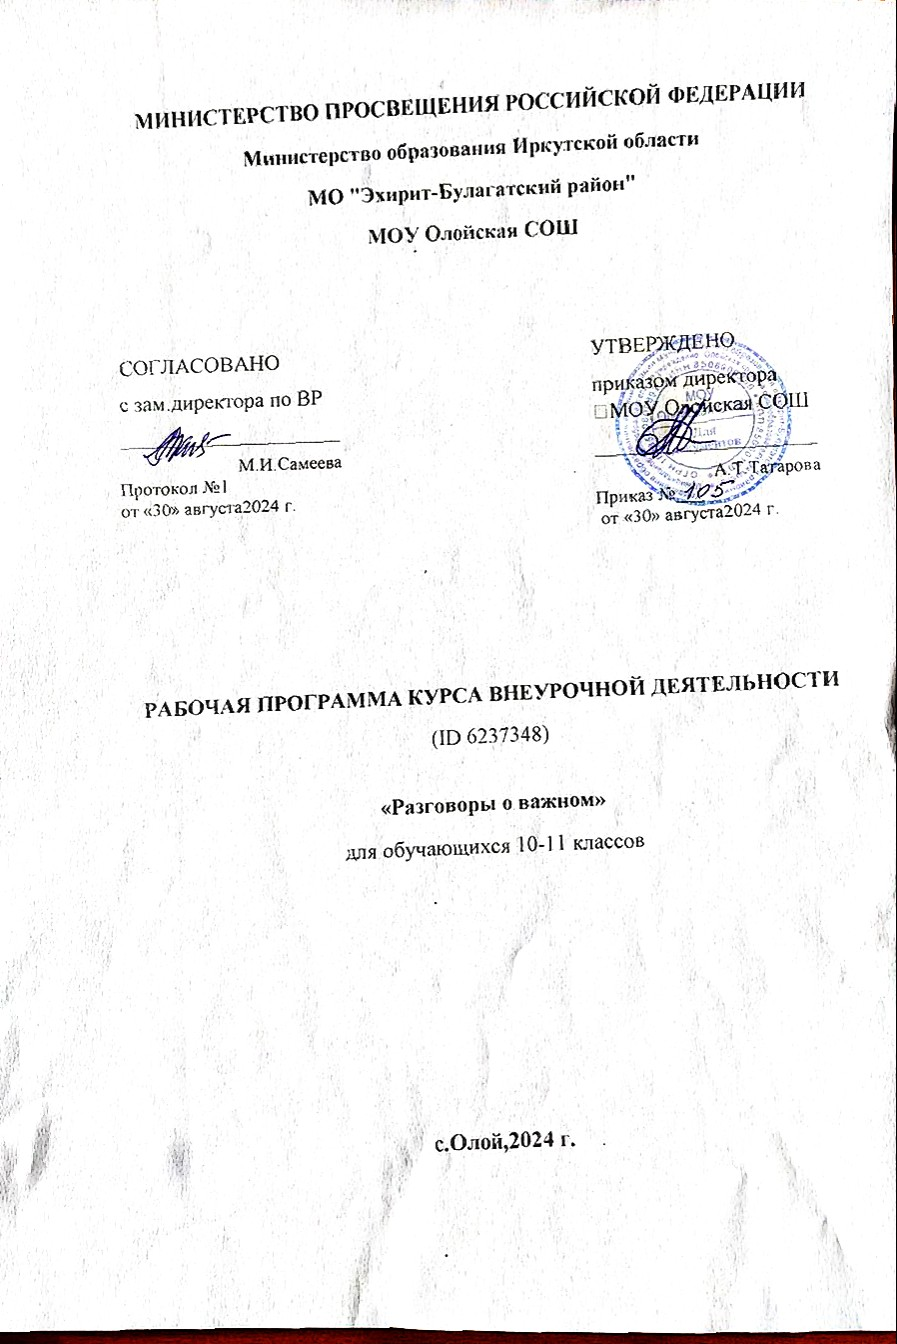 МИНИСТЕРСТВО ПРОСВЕЩЕНИЯ РОССИЙСКОЙ ФЕДЕРАЦИИ
Министерство образования Иркутской области
МО "Эхирит-Булагатский район"
МОУ Олойская СОШ
СОГЛАСОВАНО
с зам.директора по ВР
М.И.Самеева
Протокол №1
от «30» августа2024 г.
УТВЕРЖДЕНО
приказом директора
МОУ Олойская СОШ
А.Т.Татарова
Приказ № 105
от «30» августа2024 г.
МОУ
Для
РАБОЧАЯ ПРОГРАММА КУРСА ВНЕУРОЧНОЙ ДЕЯТЕЛЬНОСТИ
(ID 6237348)
«Разговоры о важном»
для обучающихся 10-11 классов
с.Олой,2024 г.